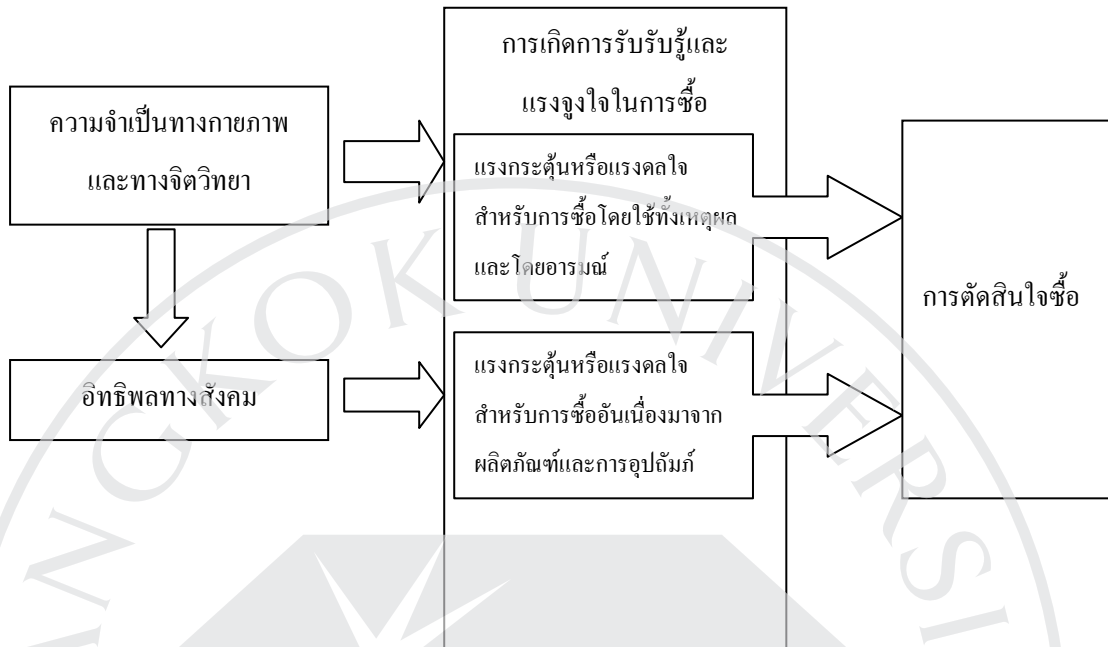 การเกิดการรับรับรู้และ
แรงจูงใจในการซื้อ
ความจำเป็นทางกายภาพ
และทางจิตวิทยา
แรงกระตุ้นหรือแรงดลใจ
สำหรับการซื้อโดยใช้ทั้งเหตุผล
และโดยอารมณ์
การตัดสินใจซื้อ
อิทธิพลทางสังคม
แรงกระตุ้นหรือแรงดลใจ
สำหรับการซื้ออันเนื่องมาจาก
ผลิตภัณฑ์และการอุปถัมภ์
NGKOK UNIVERSI